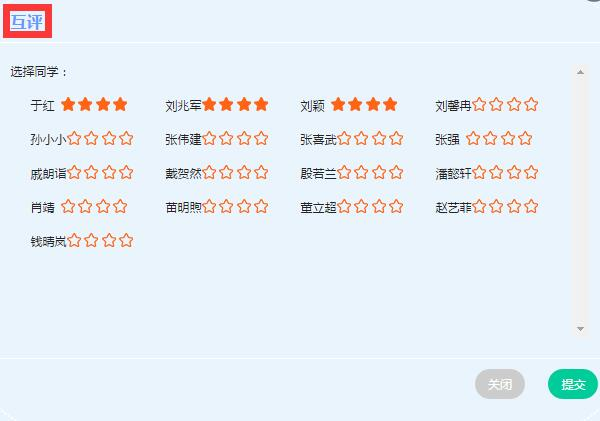 互评
选择同学：
于红 ★★★★ 刘兆军★★★★ 刘颖 ★★★★ 刘馨冉☆☆☆☆
孙小小☆☆☆☆ 张伟建☆☆☆☆ 张喜武☆☆☆☆ 张强 ☆☆☆☆
戚朗诣☆☆☆☆ 戴贺然☆☆☆☆ 殷若兰☆☆☆☆ 潘懿轩☆☆☆☆
肖靖 ☆☆☆☆ 苗明煦☆☆☆☆ 董立超☆☆☆☆ 赵艺菲☆☆☆☆
钱晴岚☆☆☆☆
关闭 提交